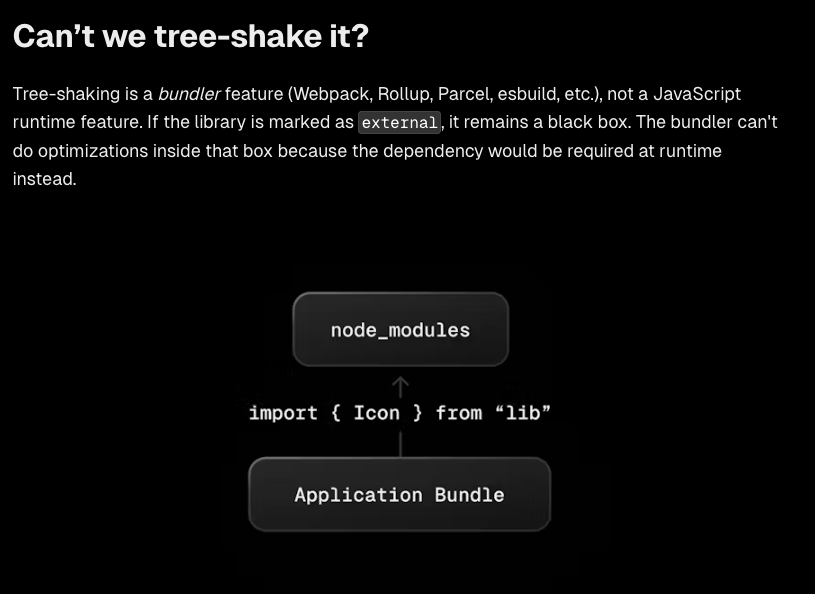 Can’t we tree-shake it?
Tree-shaking is a bundler feature (Webpack, Rollup, Parcel, esbuild, etc.), not a JavaScript
runtime feature. If the library is marked as external, it remains a black box. The bundler can't
do optimizations inside that box because the dependency would be required at runtime
instead.
node_modules
import { Icon } from “lib”
Application Bundle